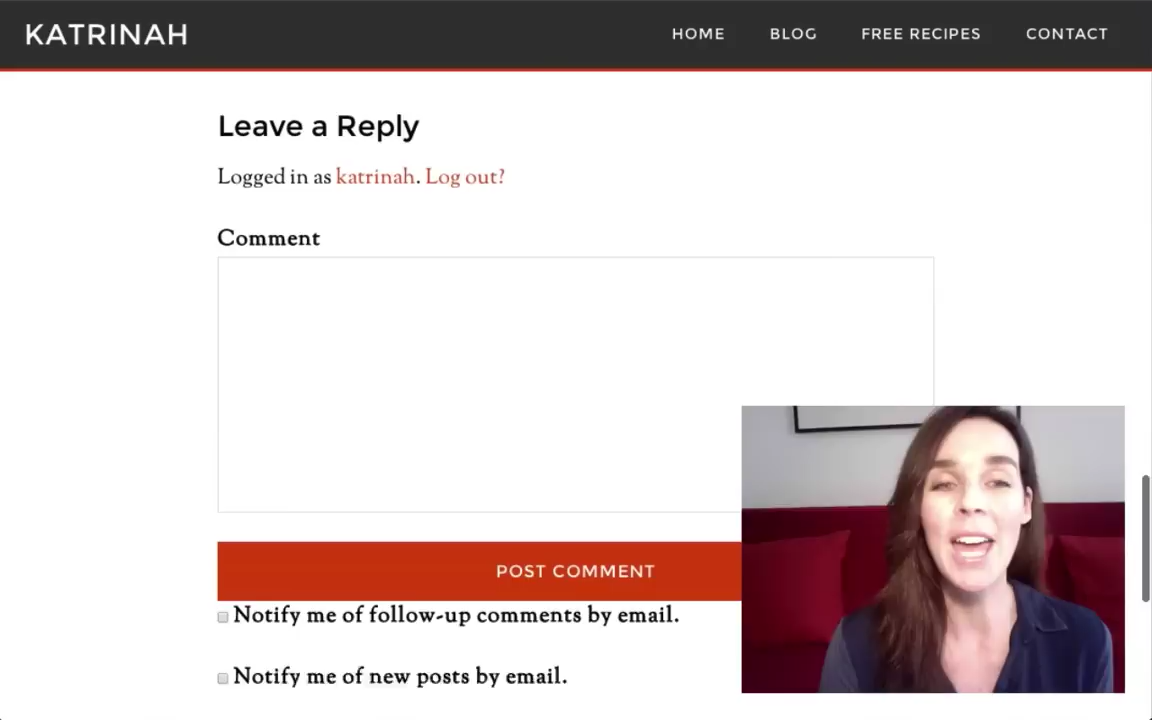 KATRINAH
HOME BLOG FREE RECIPES CONTACT
Leave a Reply
Logged in as katrinah. Log out?
Comment
POST COMMENT
Notify me of follow-up comments by email.
Notify me of new posts by email.